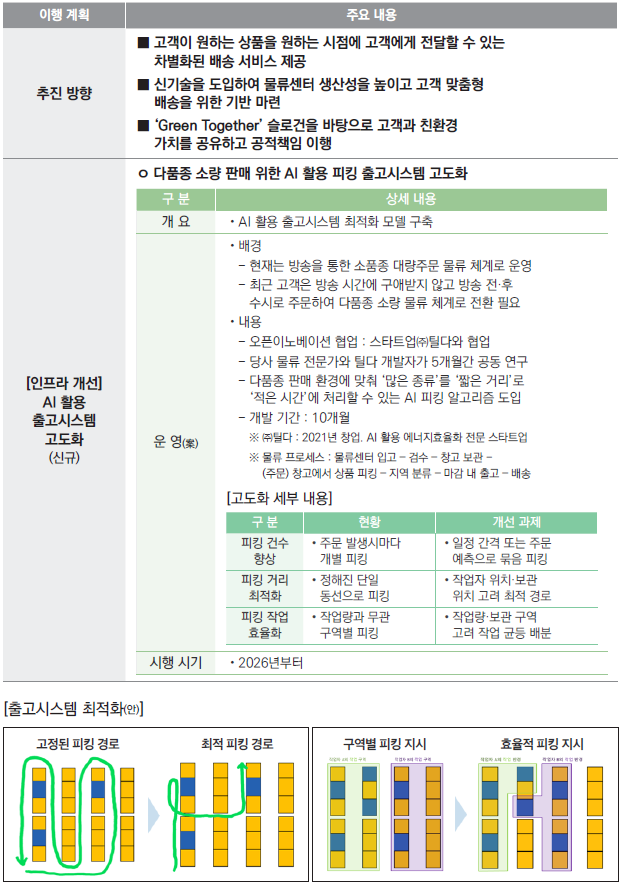 이행 계획
주요 내용
추진 방향
■ 고객이 원하는 상품을 원하는 시점에 고객에게 전달할 수 있는
차별화된 배송 서비스 제공
■ 신기술을 도입하여 물류센터 생산성을 높이고 고객 맞춤형
배송을 위한 기반 마련
■ ‘Green Together’ 슬로건을 바탕으로 고객과 친환경
가치를 공유하고 공적책임 이행
[인프라 개선]
AI 활용
출고시스템
고도화
(신규)
ㅇ 다품종 소량 판매 위한 AI 활용 피킹 출고시스템 고도화
구 분
상세 내용
개 요
• AI 활용 출고시스템 최적화 모델 구축
운 영(案)
• 배경
– 현재는 방송을 통한 소품종 대량주문 물류 체계로 운영
– 최근 고객은 방송 시간에 구애받지 않고 방송 전·후
수시로 주문하여 다품종 소량 물류 체계로 전환 필요
• 내용
– 오픈이노베이션 협업 : 스타트업㈜틸다와 협업
– 당사 물류 전문가와 틸다 개발자가 5개월간 공동 연구
– 다품종 판매 환경에 맞춰 ‘많은 종류’를 ‘짧은 거리’로
‘적은 시간’에 처리할 수 있는 AI 피킹 알고리즘 도입
– 개발 기간 : 10개월
※ ㈜틸다 : 2021년 창업. AI 활용 에너지효율화 전문 스타트업
※ 물류 프로세스 : 물류센터 입고 – 검수 – 창고 보관 –
(주문) 창고에서 상품 피킹 – 지역 분류 – 마감 내 출고 – 배송
[고도화 세부 내용]
구 분
현황
개선 과제
피킹 건수
향상
• 주문 발생시마다
개별 피킹
• 일정 간격 또는 주문
예측으로 묶음 피킹
피킹 거리
최적화
• 정해진 단일
동선으로 피킹
• 작업자 위치·보관
위치 고려 최적 경로
피킹 작업
효율화
• 작업량과 무관
구역별 피킹
• 작업량·보관 구역
고려 작업 균등 배분
시행 시기
• 2026년부터
[출고시스템 최적화(안)]
고정된 피킹 경로
최적 피킹 경로
구역별 피킹 지시
효율적 피킹 지시